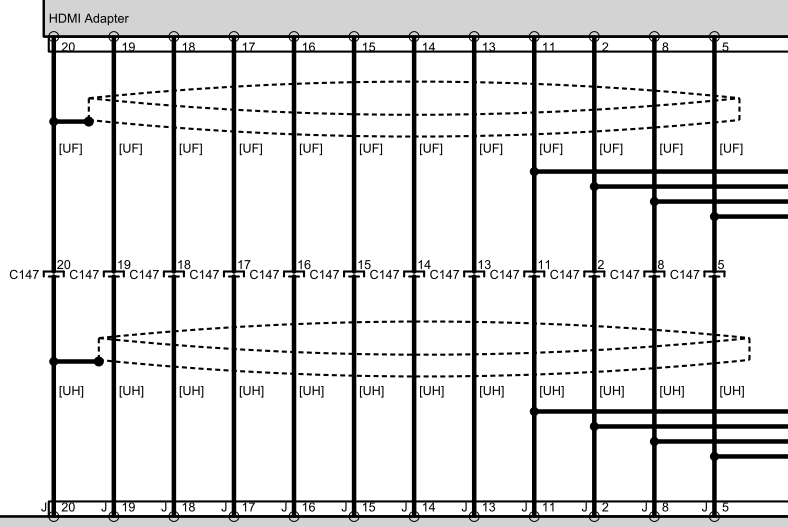 HDMI Adapter
20 19 18 17 16 15 14 13 11 2 8 5
[UF] [UF] [UF] [UF] [UF] [UF] [UF] [UF] [UF] [UF] [UF] [UF]
20 19 18 17 16 15 14 13 11 2 8 5
C147 C147 C147 C147 C147 C147 C147 C147 C147 C147 C147 C147
[UH] [UH] [UH] [UH] [UH] [UH] [UH] [UH] [UH] [UH] [UH] [UH]
J 20 J 19 J 18 J 17 J 16 J 15 J 14 J 13 J 11 J 2 J 8 J 5